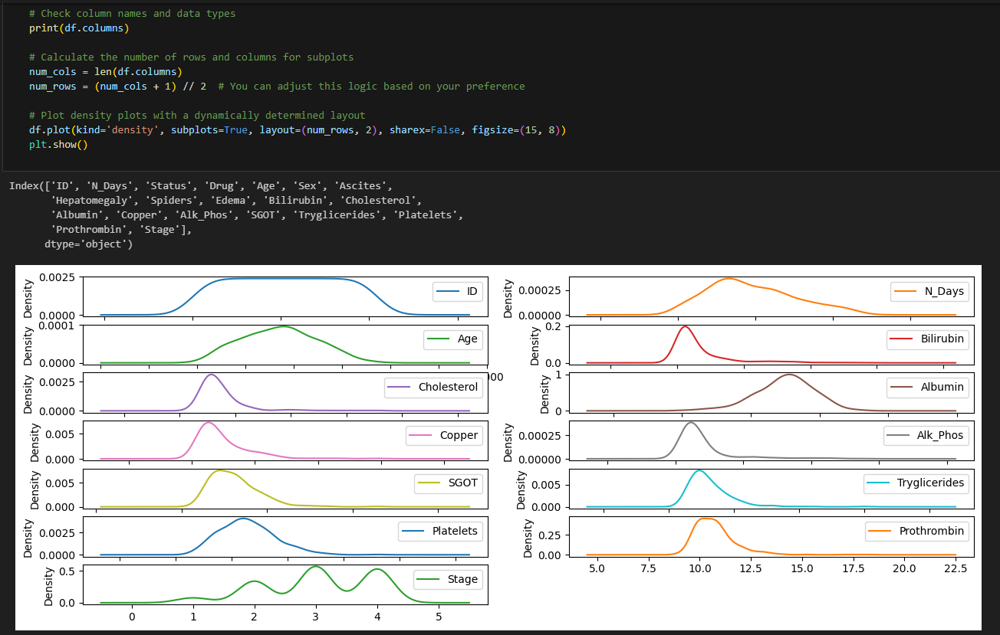 # Check column names and data types
print(df.columns)
# Calculate the number of rows and columns for subplots
num_cols = len(df.columns)
num_rows = (num_cols + 1) // 2  # You can adjust this logic based on your preference
# Plot density plots with a dynamically determined layout
df.plot(kind='density', subplots=True, layout=(num_rows, 2), sharex=False, figsize=(15, 8))
plt.show()
Index(['ID', 'N_Days', 'Status', 'Drug', 'Age', 'Sex', 'Ascites',
'Hepatomegaly', 'Spiders', 'Edema', 'Bilirubin', 'Cholesterol',
'Albumin', 'Copper', 'Alk_Phos', 'SGOT', 'Tryglicerides', 'Platelets',
'Prothrombin', 'Stage'],
dtype='object')
Density
0.0025
0.0000
ID
Density
0.00025
0.00000
N_Days
Density
0.0001
0.0000
Age
Density
0.2
0.0
Bilirubin
000
Density
0.0025
0.0000
Cholesterol
Density
1
0
Albumin
Density
0.005
0.000
Copper
Density
0.00025
0.00000
Alk_Phos
Density
0.005
0.000
SGOT
Density
0.005
0.000
Tryglicerides
Density
0.0025
0.0000
Platelets
Density
0.25
0.00
Prothrombin
5.0 7.5 10.0 12.5 15.0 17.5 20.0 22.5
Density
0.5
0.0
Stage
0 1 2 3 4 5